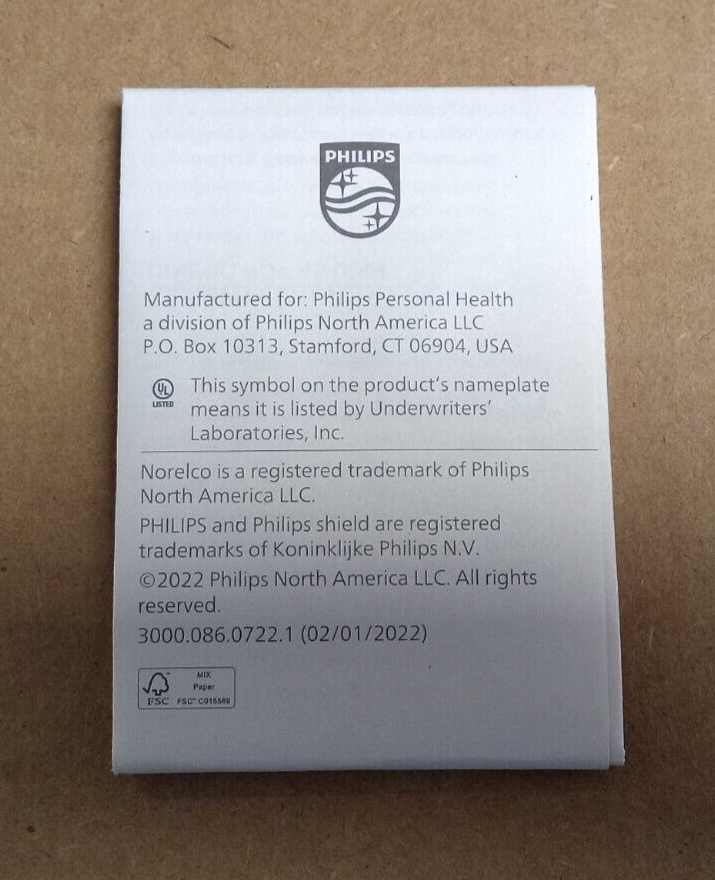 PHILIPS
Manufactured for: Philips Personal Health
a division of Philips North America LLC
P.O. Box 10313, Stamford, CT 06904, USA
UL
LISTED
This symbol on the product's nameplate
means it is listed by Underwriters'
Laboratories, Inc.
Norelco is a registered trademark of Philips
North America LLC.
PHILIPS and Philips shield are registered
trademarks of Koninklijke Philips N.V.
©2022 Philips North America LLC. All rights
reserved.
3000.086.0722.1 (02/01/2022)
MIX
Paper
FSC
FSC™ C015589